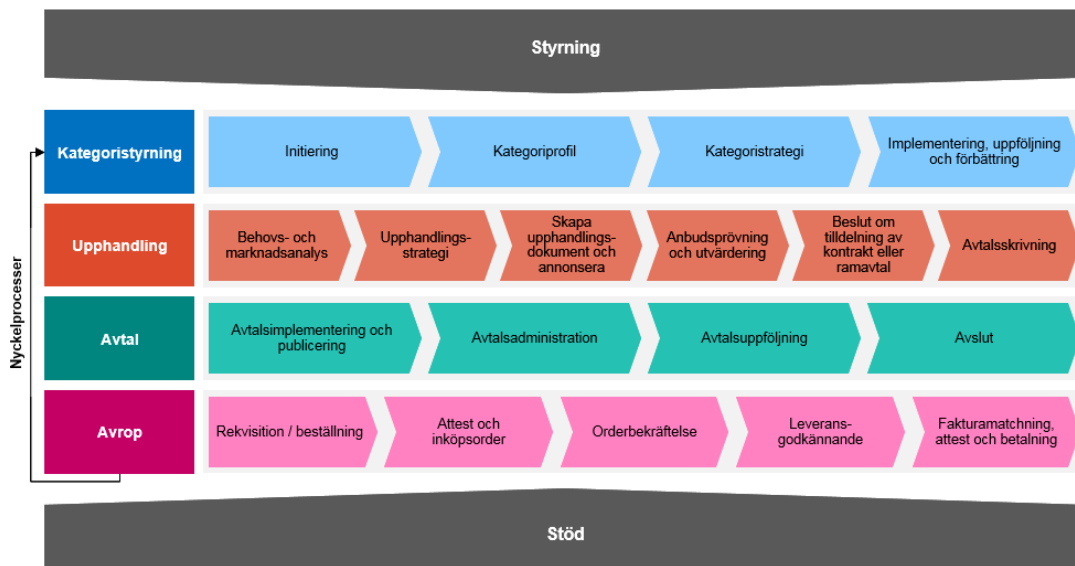 Styrning
Nyckelprocesser
Kategoristyrning
Initiering
Kategoriprofil
Kategoristrategi
Implementering, uppföljning
och förbättring
Upphandling
Behovs- och
marknadsanalys
Upphandlings-
strategi
Skapa
upphandlings-
dokument och
annonsera
Anbudsprövning
och utvärdering
Beslut om
tilldelning av
kontrakt eller
ramavtal
Avtalsskrivning
Avtal
Avtalsimplementering och
publicering
Avtalsadministration
Avtalsuppföljning
Avslut
Avrop
Rekvisition / beställning
Attest och
inköpsorder
Orderbekräftelse
Leverans-
godkännande
Fakturamatchning,
attest och betalning
Stöd